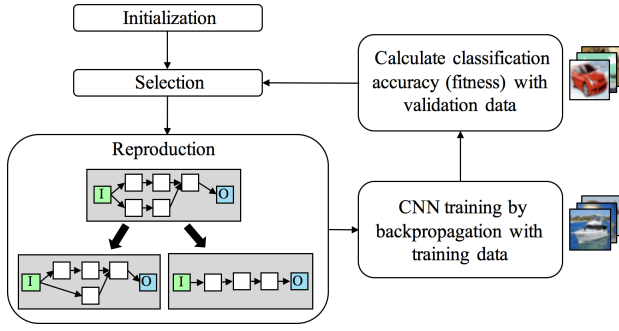 Initialization
Selection
Reproduction
I
O
I
O
I
O
Calculate classification
accuracy (fitness) with
validation data
CNN training by
backpropagation with
training data